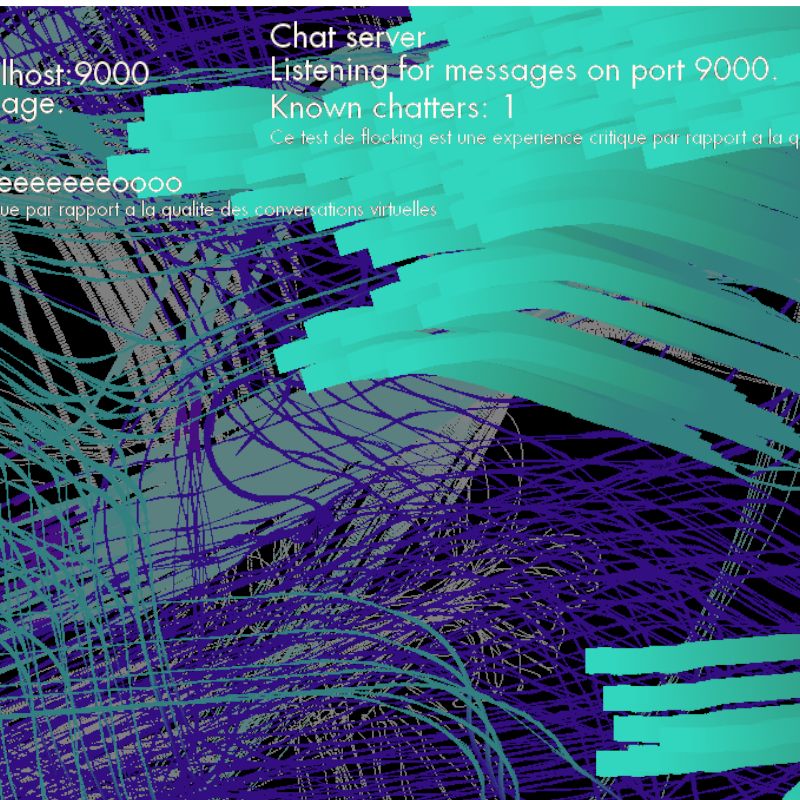 Chat server
lhost:9000
Listening for messages on port 9000.
age.
Known chatters: 1
Ce test de flocking est une experience critique par rapport a la q
eeeeeeeoooo
ue par rapport a la qualite des conversations virtuelles